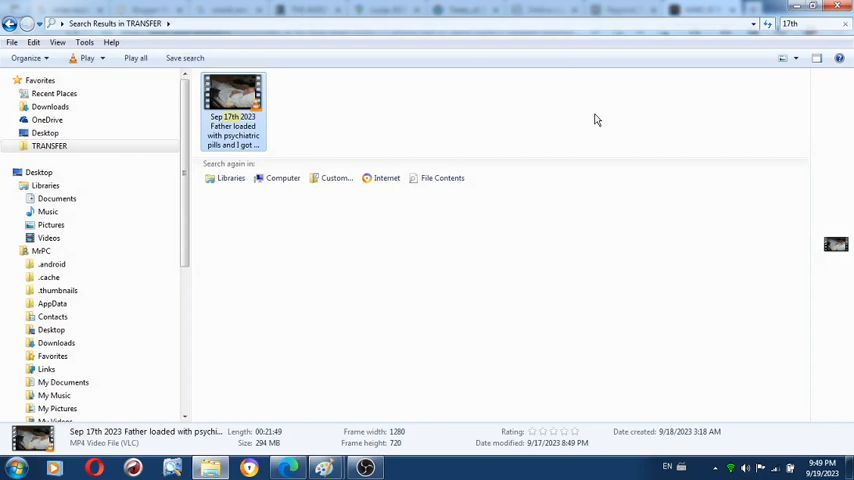 Search Results in TRANSFER
17th
File Edit View Tools Help
Organize Play Play all Save search
Favorites
Recent Places
Downloads
OneDrive
Desktop
TRANSFER
Desktop
Libraries
Documents
Music
Pictures
Videos
MrPC
.android
.cache
.thumbnails
AppData
Contacts
Desktop
Downloads
Favorites
Links
My Documents
My Music
My Pictures
My Videos
Sep 17th 2023
Father loaded
with psychiatric
pills and I got ...
Search again in:
Libraries Computer Custom... Internet File Contents
Sep 17th 2023 Father loaded with psychi... Length: 00:21:49 Frame width: 1280 Rating: Date created: 9/18/2023 3:18 AM
MP4 Video File (VLC) Size: 294 MB Frame height: 720 Date modified: 9/17/2023 8:49 PM
EN
9:49 PM
9/19/2023